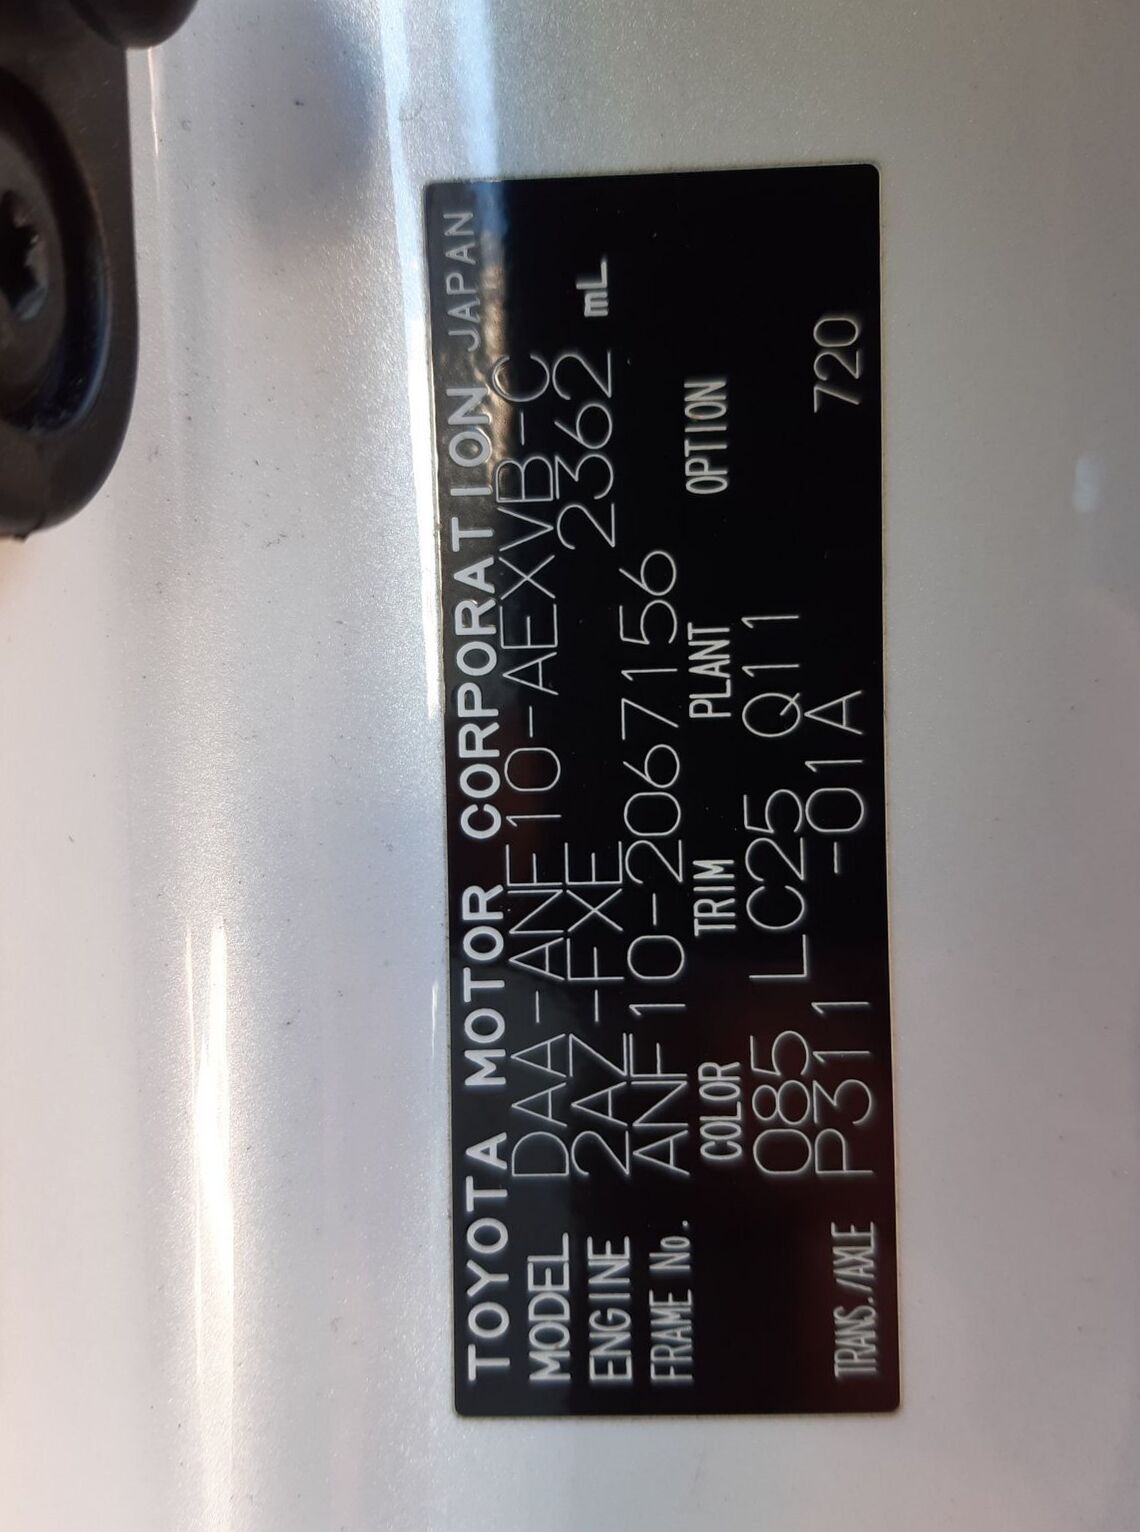 TOYOTA MOTOR CORPORATION JAPAN
MODEL DAA-ANF10-AEXVB-C
ENGINE 2AZ-FXE 2362 mL
FRAME No. ANF10-2067156
COLOR TRIM PLANT OPTION
085 LC25 Q11
TRANS./AXLE P311 -01A 720